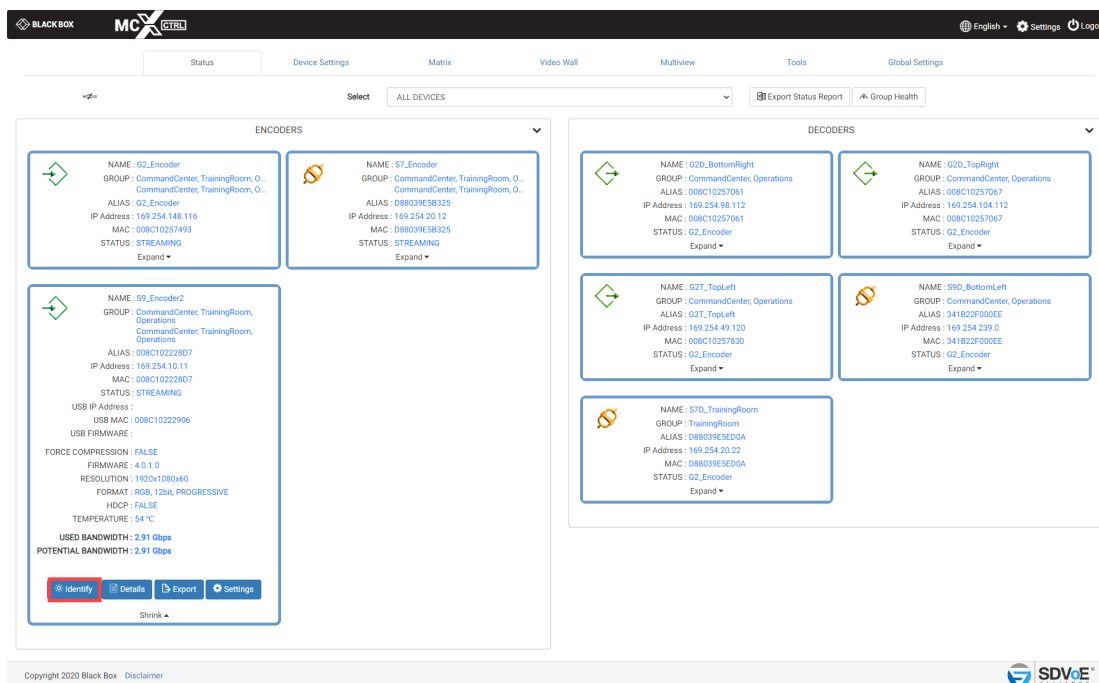 BLACK BOX
MCX CTRL
English
Settings
Logo
Status
Device Settings
Matrix
Video Wall
Multiview
Tools
Global Settings
Select
ALL DEVICES
Export Status Report
Group Health
ENCODERS
NAME : G2_Encoder
GROUP : CommandCenter, TrainingRoom, O...
CommandCenter, TrainingRoom, O...
ALIAS : G2_Encoder
IP Address : 169.254.148.116
MAC : 008C10257493
STATUS : STREAMING
Expand
NAME : S7_Encoder
GROUP : CommandCenter, TrainingRoom, O...
CommandCenter, TrainingRoom, O...
ALIAS : D88039E5B325
IP Address : 169.254.20.12
MAC : D88039E5B325
STATUS : STREAMING
Expand
NAME : S9_Encoder2
GROUP : CommandCenter, TrainingRoom,
Operations
CommandCenter, TrainingRoom,
Operations
ALIAS : 008C102228D7
IP Address : 169.254.10.11
MAC : 008C102228D7
STATUS : STREAMING
USB IP Address :
USB MAC : 008C10222906
USB FIRMWARE :
FORCE COMPRESSION : FALSE
FIRMWARE : 4.0.1.0
RESOLUTION : 1920x1080x60
FORMAT : RGB, 12bit, PROGRESSIVE
HDCP : FALSE
TEMPERATURE : 54 °C
USED BANDWIDTH : 2.91 Gbps
POTENTIAL BANDWIDTH : 2.91 Gbps
Identify
Details
Export
Settings
Shrink
DECODERS
NAME : G2D_BottomRight
GROUP : CommandCenter, Operations
ALIAS : 008C10257061
IP Address : 169.254.98.112
MAC : 008C10257061
STATUS : G2_Encoder
Expand
NAME : G2D_TopRight
GROUP : CommandCenter, Operations
ALIAS : 008C10257067
IP Address : 169.254.104.112
MAC : 008C10257067
STATUS : G2_Encoder
Expand
NAME : G2T_TopLeft
GROUP : CommandCenter, Operations
ALIAS : G2T_TopLeft
IP Address : 169.254.49.120
MAC : 008C10257830
STATUS : G2_Encoder
Expand
NAME : S9D_BottomLeft
GROUP : CommandCenter, Operations
ALIAS : 341B22F000EE
IP Address : 169.254.239.0
MAC : 341B22F000EE
STATUS : G2_Encoder
Expand
NAME : S7D_TrainingRoom
GROUP : TrainingRoom
ALIAS : D88039E5ED0A
IP Address : 169.254.20.22
MAC : D88039E5ED0A
STATUS : G2_Encoder
Expand
Copyright 2020 Black Box Disclaimer
SDVoE